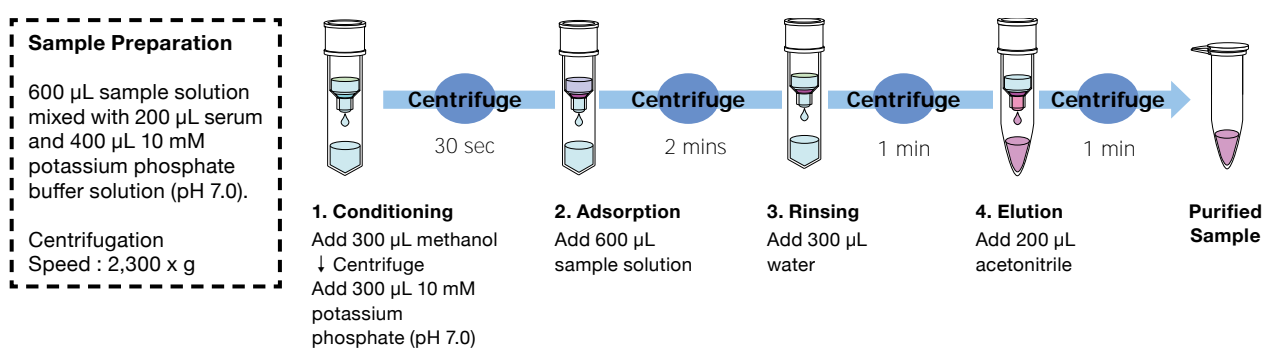 Sample Preparation
600 µL sample solution
mixed with 200 µL serum
and 400 µL 10 mM
potassium phosphate
buffer solution (pH 7.0).
Centrifugation
Speed : 2,300 x g
Centrifuge
30 sec
Centrifuge
2 mins
Centrifuge
1 min
Centrifuge
1 min
1. Conditioning
Add 300 µL methanol
↓ Centrifuge
Add 300 µL 10 mM
potassium
phosphate (pH 7.0)
2. Adsorption
Add 600 µL
sample solution
3. Rinsing
Add 300 µL
water
4. Elution
Add 200 µL
acetonitrile
Purified
Sample